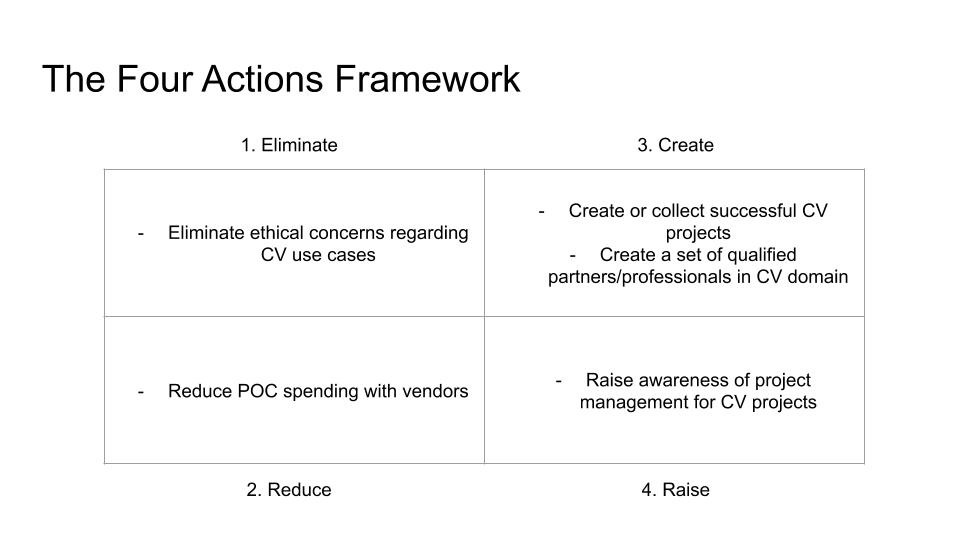 The Four Actions Framework
1. Eliminate
3. Create
- Eliminate ethical concerns regarding
CV use cases
- Create or collect successful CV
projects
- Create a set of qualified
partners/professionals in CV domain
- Reduce POC spending with vendors
- Raise awareness of project
management for CV projects
2. Reduce
4. Raise